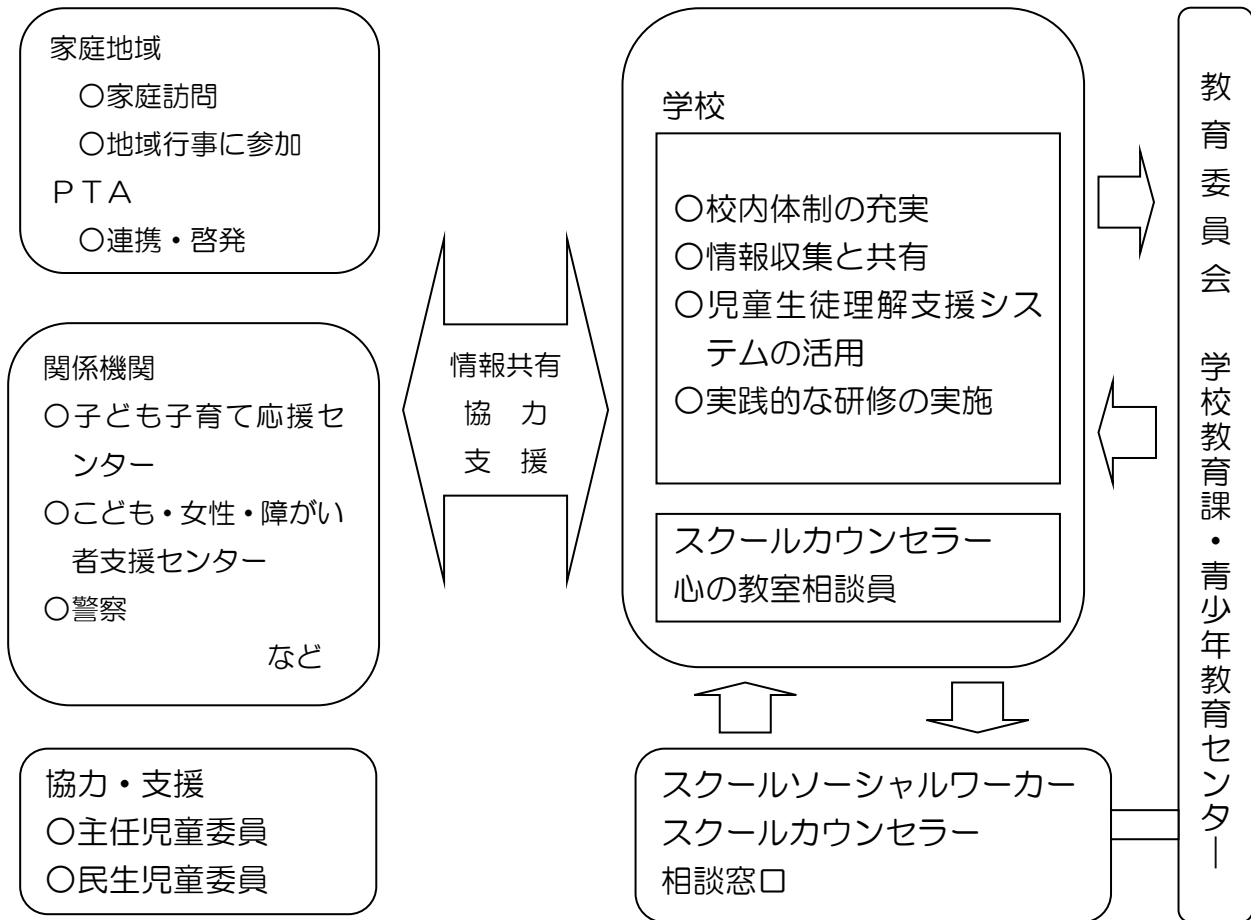 家庭地域
○家庭訪問
○地域行事に参加
ＰＴＡ
○連携・啓発
関係機関
○子ども子育て応援セ
ンター
○こども・女性・障がい
者支援センター
○警察
など
協力・支援
○主任児童委員
○民生児童委員
情報共有
協　力
支　援
学校
○校内体制の充実
○情報収集と共有
○児童生徒理解支援シス
テムの活用
○実践的な研修の実施
スクールカウンセラー
心の教室相談員
スクールソーシャルワーカー
スクールカウンセラー
相談窓口
教育委員会　学校教育課・青少年教育センター